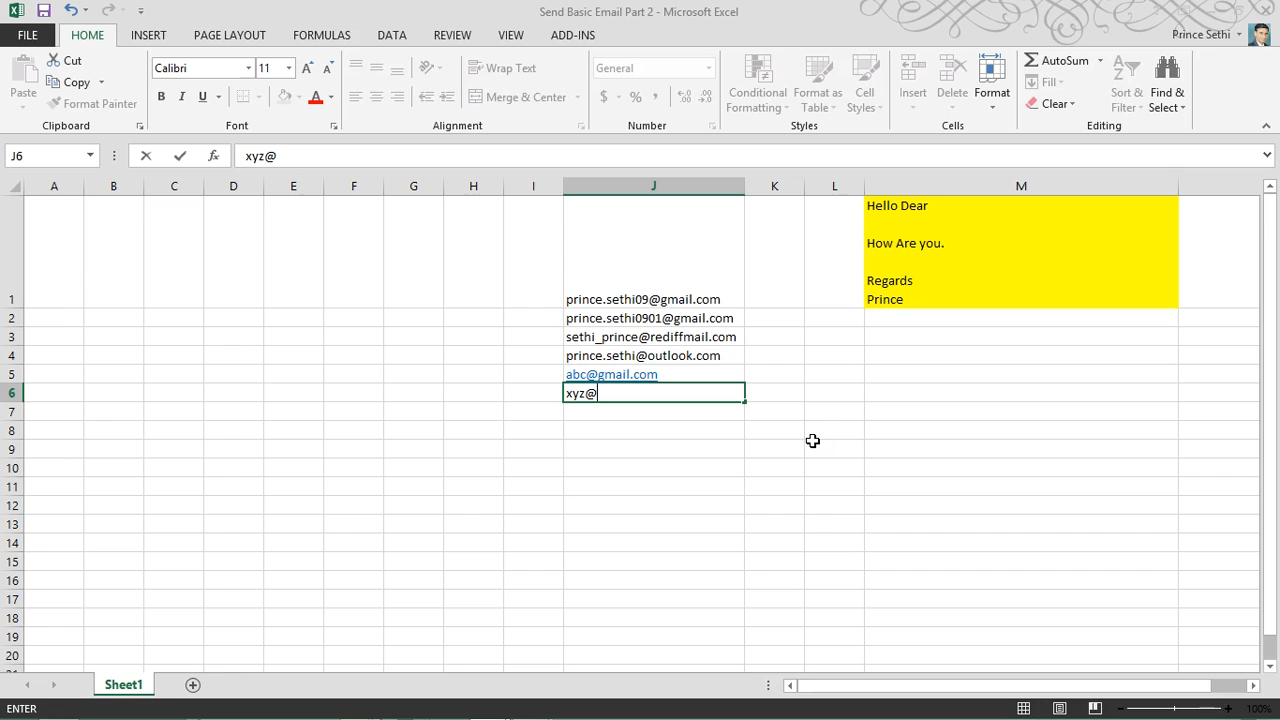 Send Basic Email Part 2 - Microsoft Excel
FILE HOME INSERT PAGE LAYOUT FORMULAS DATA REVIEW VIEW ADD-INS Prince Sethi
Paste
Cut
Copy
Format Painter
Clipboard
Calibri 11
B I U A
Font
Wrap Text
Merge & Center
Alignment
General
$ % ,
Number
Conditional Formatting
Format as Table
Cell Styles
Styles
Insert Delete Format
Cells
AutoSum
Fill
Clear
Sort & Filter
Find & Select
Editing
J6 fx xyz@
A B C D E F G H I J K L M
Hello Dear
How Are you.
Regards
1 prince.sethi09@gmail.com Prince
2 prince.sethi0901@gmail.com
3 sethi_prince@rediffmail.com
4 prince.sethi@outlook.com
5 abc@gmail.com
6 xyz@
7
8
9
10
11
12
13
14
15
16
17
18
19
20
Sheet1
ENTER 100%